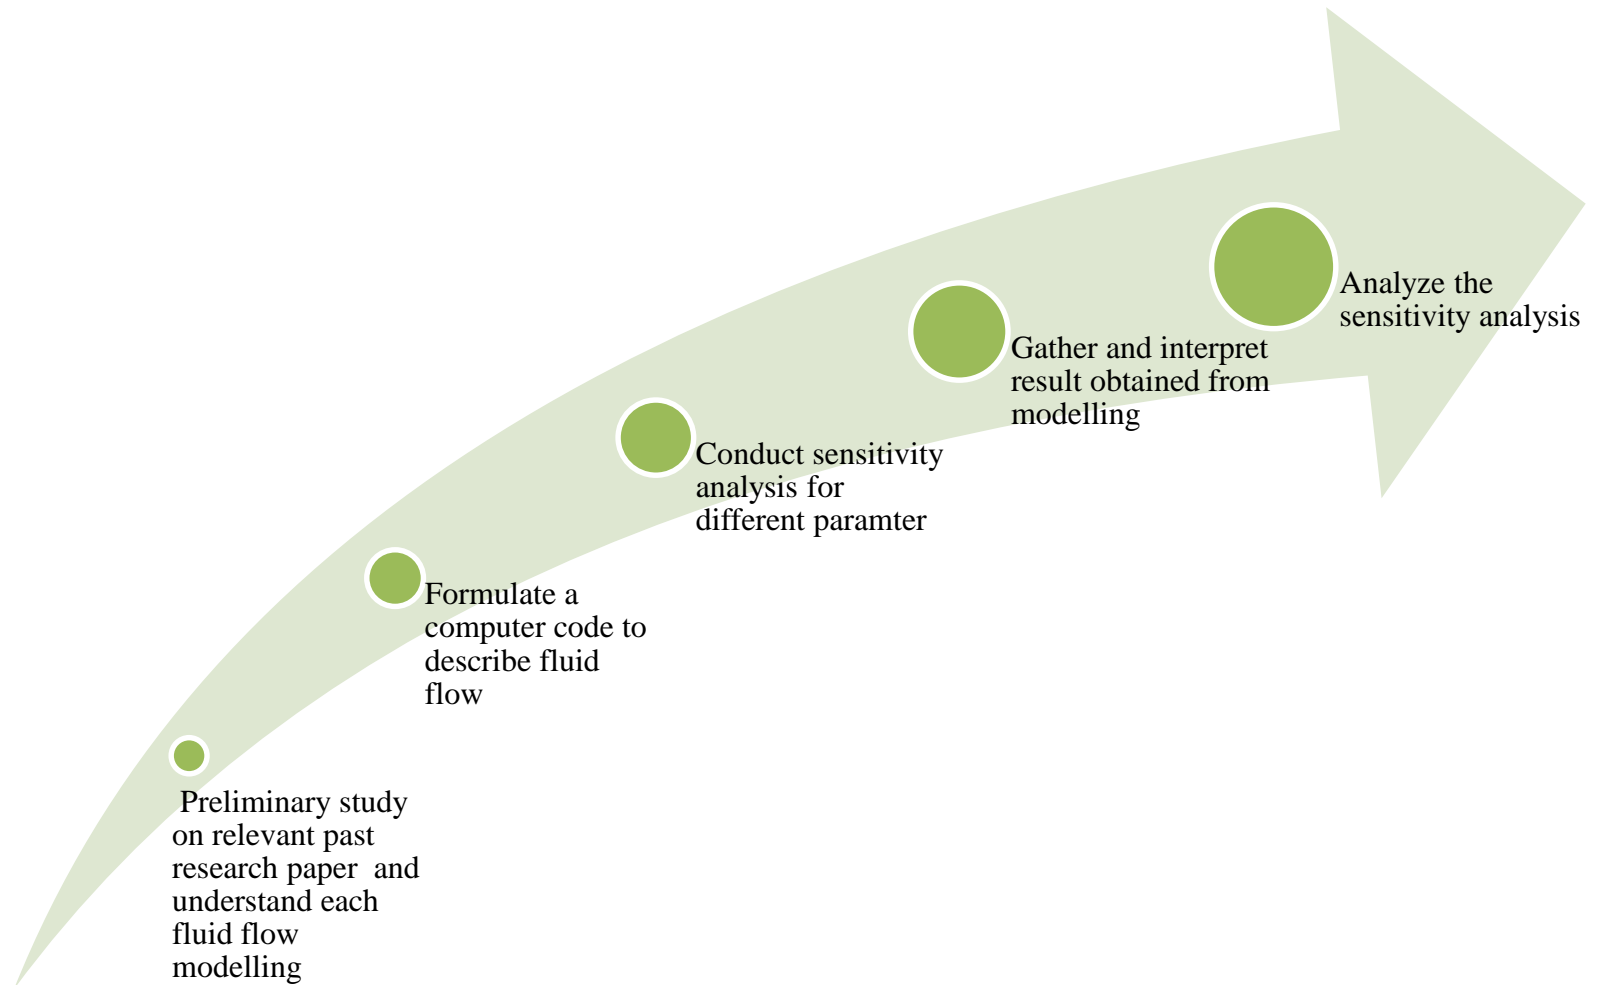 Preliminary study
on relevant past
research paper  and
understand each
fluid flow
modelling
Formulate a
computer code to
describe fluid
flow
Conduct sensitivity
analysis for
different paramter
Gather and interpret
result obtained from
modelling
Analyze the
sensitivity analysis